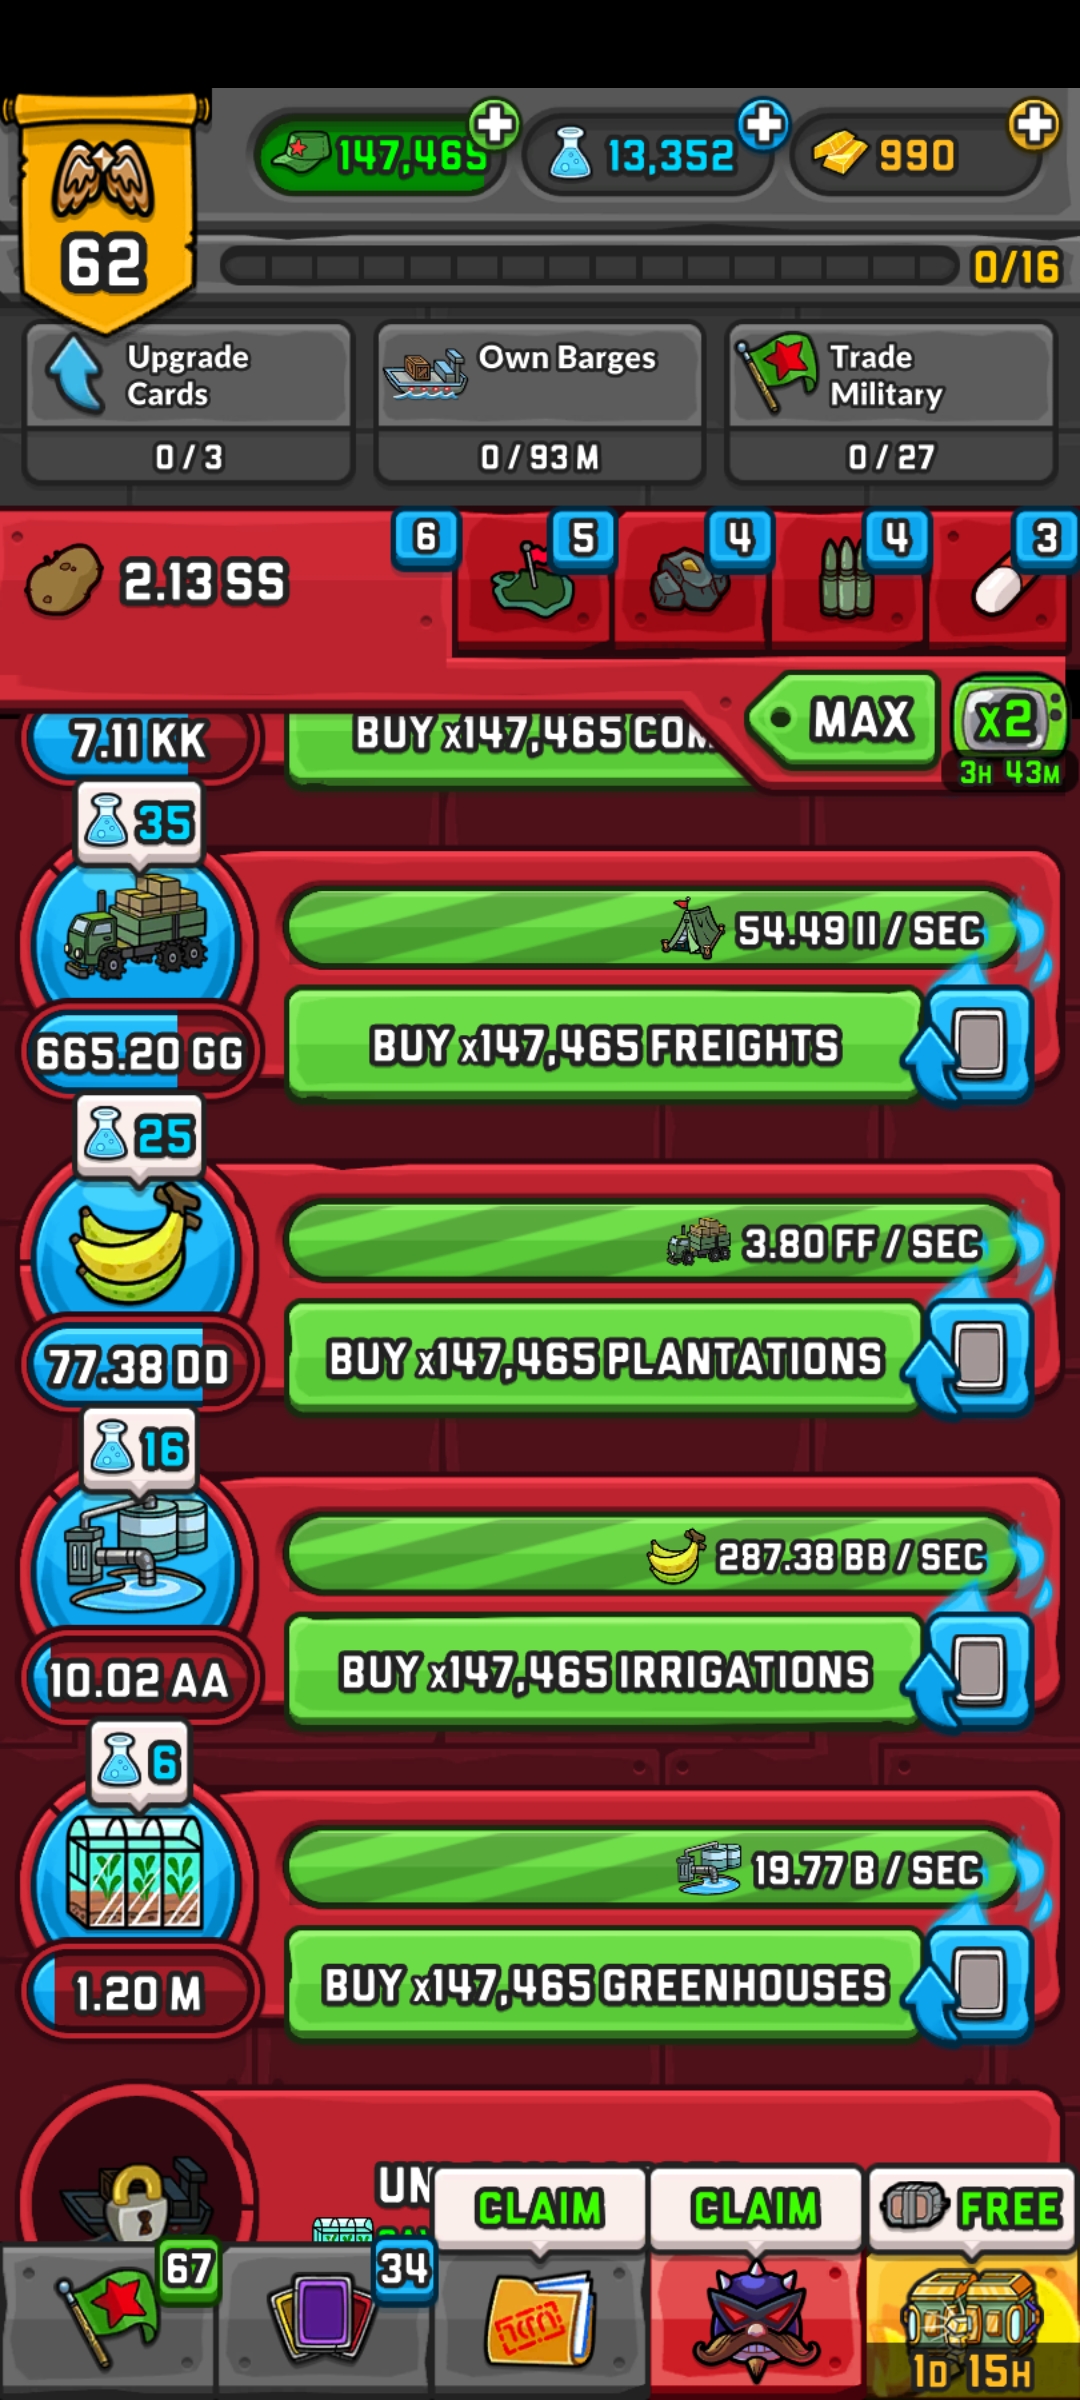 147,465
13,352
990
62
0/16
Upgrade
Cards
0 / 3
Own Barges
0 / 93 M
Trade
Military
0 / 27
2.13 SS
6
5
4
4
3
MAX
x2
3H 43M
7.11 KK
BUY x147,465 COM
35
54.49 II / SEC
665.20 GG
BUY x147,465 FREIGHTS
25
3.80 FF / SEC
77.38 DD
BUY x147,465 PLANTATIONS
16
287.38 BB / SEC
10.02 AA
BUY x147,465 IRRIGATIONS
6
19.77 B / SEC
1.20 M
BUY x147,465 GREENHOUSES
UN
CLAIM
CLAIM
FREE
67
34
1D 15H